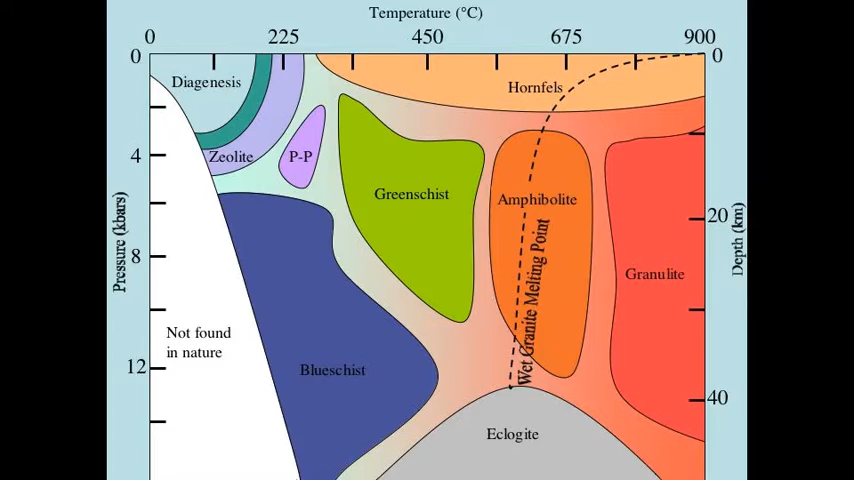 Temperature (°C)
0 225 450 675 900
0 0
Diagenesis
Hornfels
Zeolite
P-P
4
Greenschist
Amphibolite
20
Pressure (kbars)
Depth (km)
8
Wet Granite Melting Point
Granulite
Not found
in nature
12
Blueschist
40
Eclogite